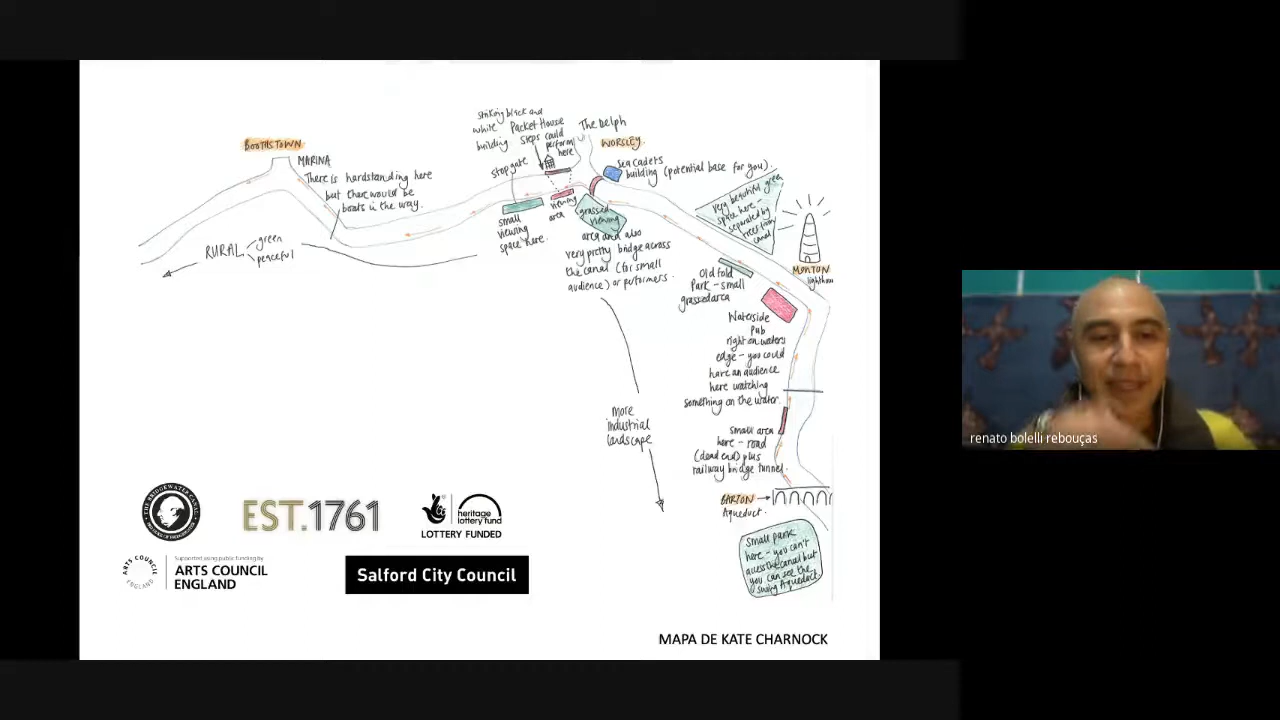 BOOTHSTOWN
MARINA
There is hardstanding here
but there would be
boats in the way.
RURAL
green
peaceful
striking black and
white Packet House
building
steps could
perform
here
The Delph
WORSLEY
stop gate
Sea Cadets
building (potential base for you).
small
viewing
space here.
viewing
area
grassed
viewing
area and also
very pretty bridge across
the canal (for small
audience) or performers.
very beautiful green
space here
separated by
trees from
canal
MONTON
lighthouse
Old fold
Park - small
grassed area
Waterside
Pub
right on waters
edge - you could
have an audience
here watching
something on the water.
More
industrial
landscape
small area
here - road
(dead end) plus
railway bridge tunnel.
BARTON
Aqueduct.
small park
here - you can't
acess the canal but
you can see the
swing Aqueduct.
THE BRIDGEWATER CANAL
EST.1761
LOTTERY FUNDED
heritage
lottery fund
ARTS COUNCIL
ENGLAND
Supported using public funding by
ARTS COUNCIL
ENGLAND
Salford City Council
MAPA DE KATE CHARNOCK
renato bolelli rebouças